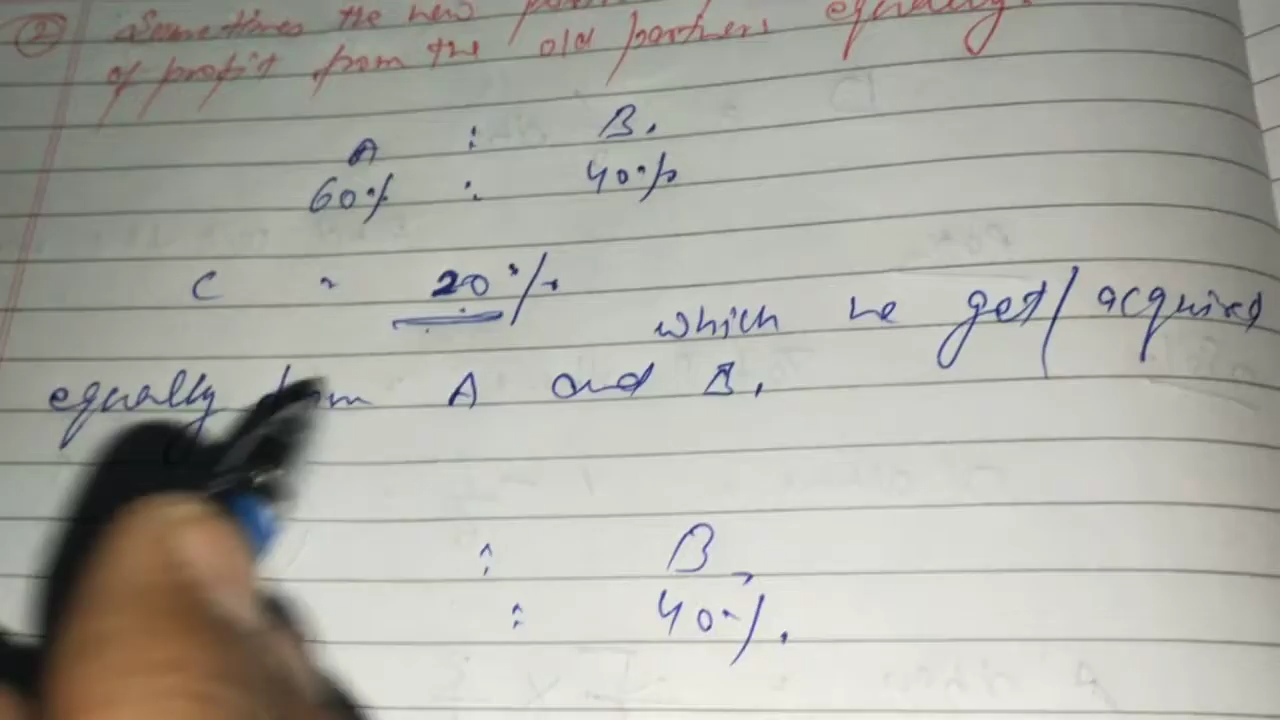 ② Sometimes the new
of profit from the old partners equally.
A : B.
60% : 40%
C = 20%
which he get/acquired
equally from A and B.
: B
: 40%.